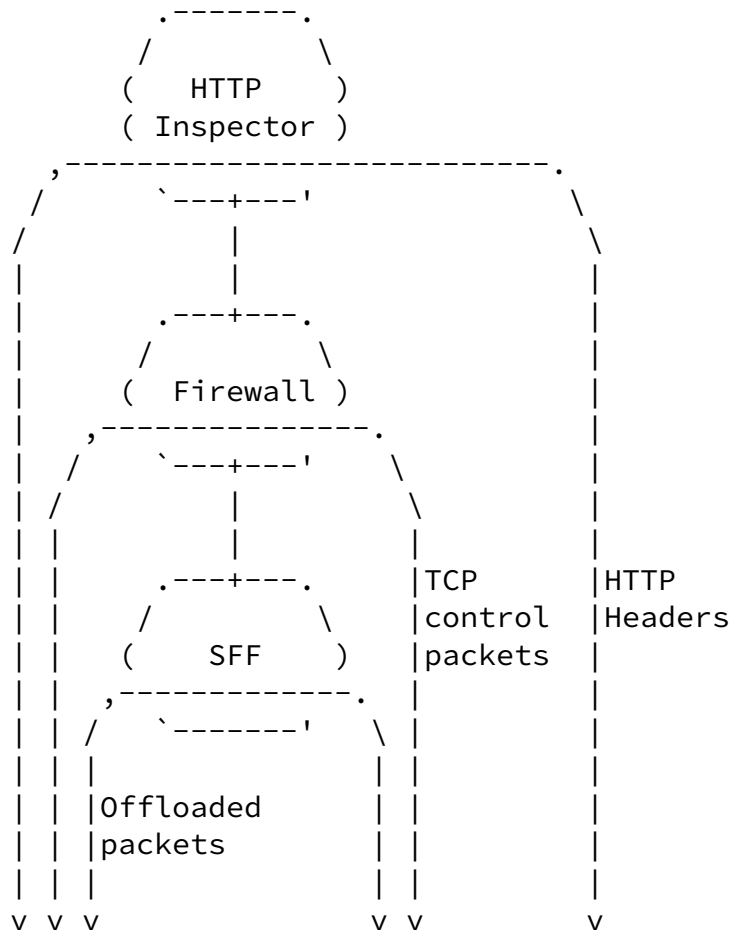 HTTP
Inspector
Firewall
TCP HTTP
control Headers
SFF packets
Offloaded
packets